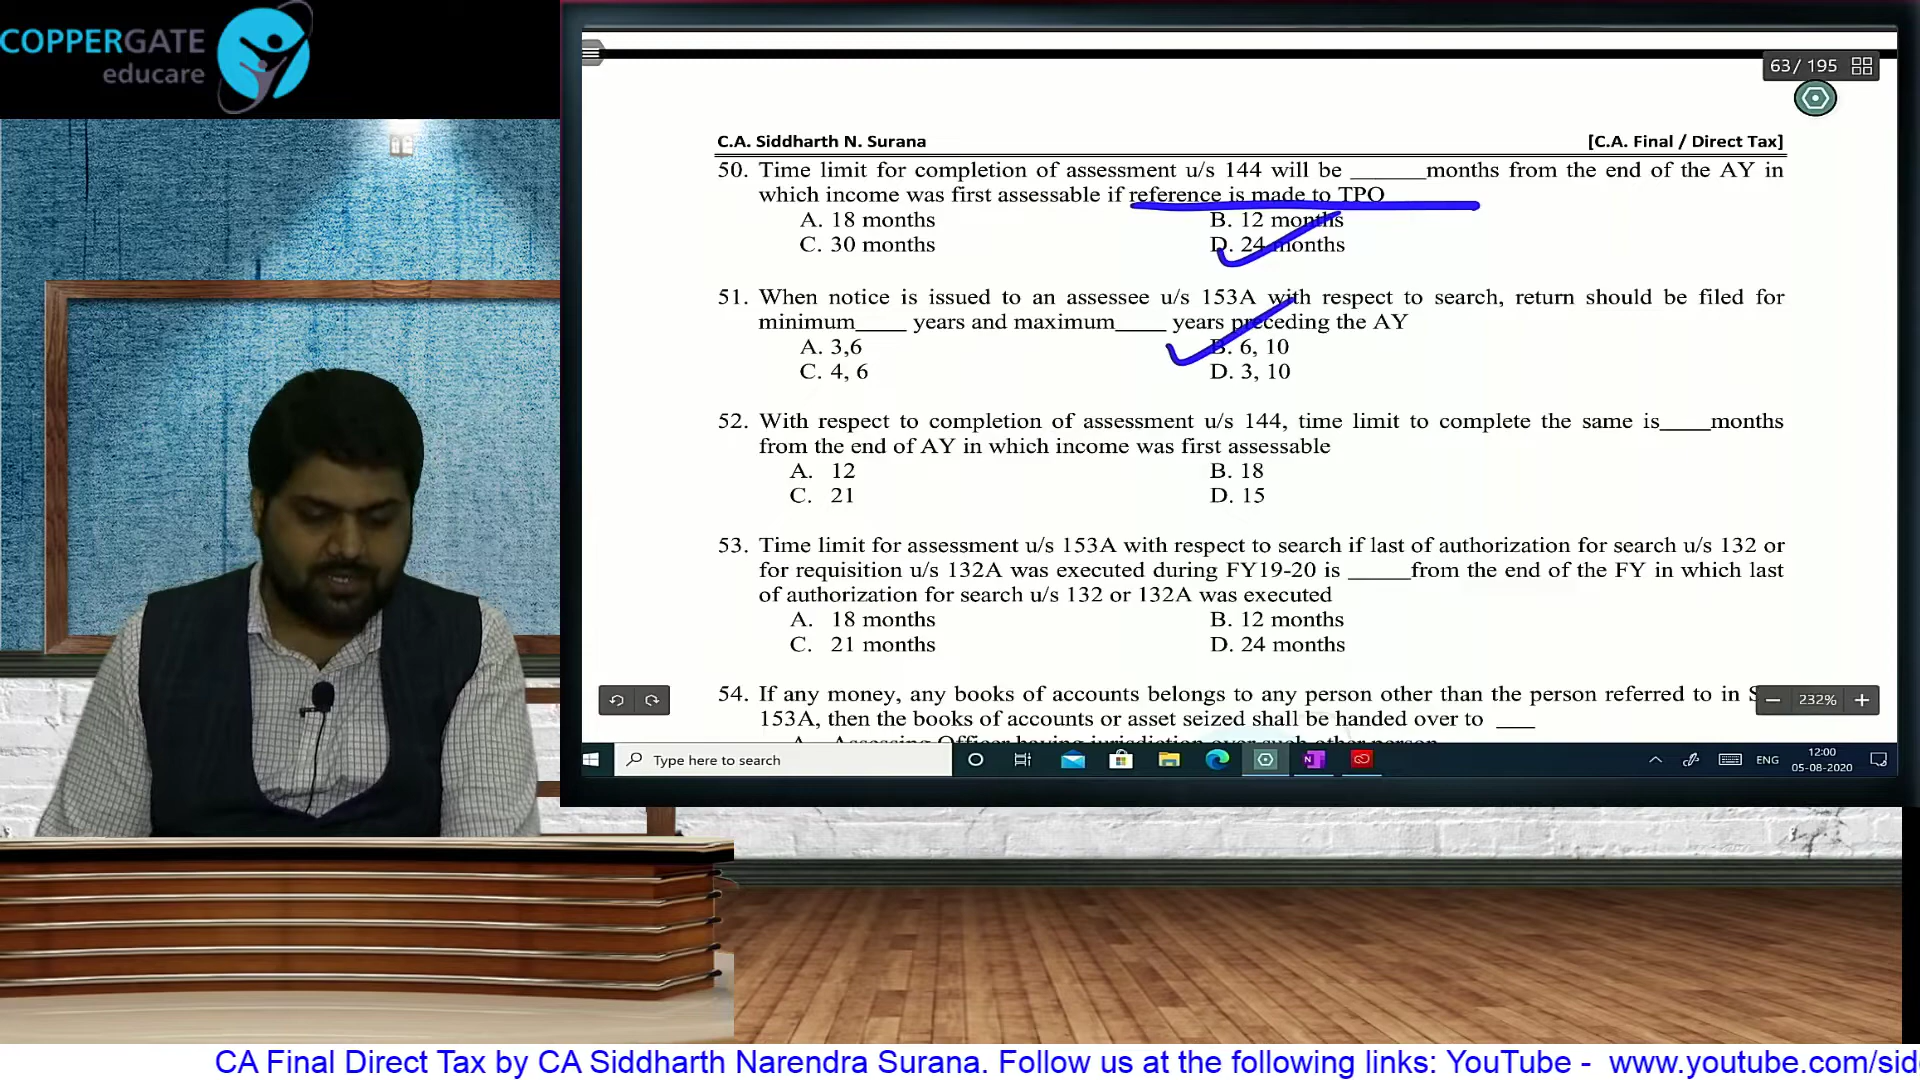 COPPERGATE
educare
63 / 195
C.A. Siddharth N. Surana [C.A. Final / Direct Tax]
50. Time limit for completion of assessment u/s 144 will be ______months from the end of the AY in
which income was first assessable if reference is made to TPO
A. 18 months B. 12 months
C. 30 months D. 24 months
51. When notice is issued to an assessee u/s 153A with respect to search, return should be filed for
minimum____ years and maximum____ years preceding the AY
A. 3,6 B. 6, 10
C. 4, 6 D. 3, 10
52. With respect to completion of assessment u/s 144, time limit to complete the same is____months
from the end of AY in which income was first assessable
A. 12 B. 18
C. 21 D. 15
53. Time limit for assessment u/s 153A with respect to search if last of authorization for search u/s 132 or
for requisition u/s 132A was executed during FY19-20 is _____from the end of the FY in which last
of authorization for search u/s 132 or 132A was executed
A. 18 months B. 12 months
C. 21 months D. 24 months
54. If any money, any books of accounts belongs to any person other than the person referred to in
153A, then the books of accounts or asset seized shall be handed over to ___
A. Assessing Officer having jurisdiction over such other person
232%
Type here to search
ENG
12:00
05-08-2020
CA Final Direct Tax by CA Siddharth Narendra Surana. Follow us at the following links: YouTube - www.youtube.com/sid